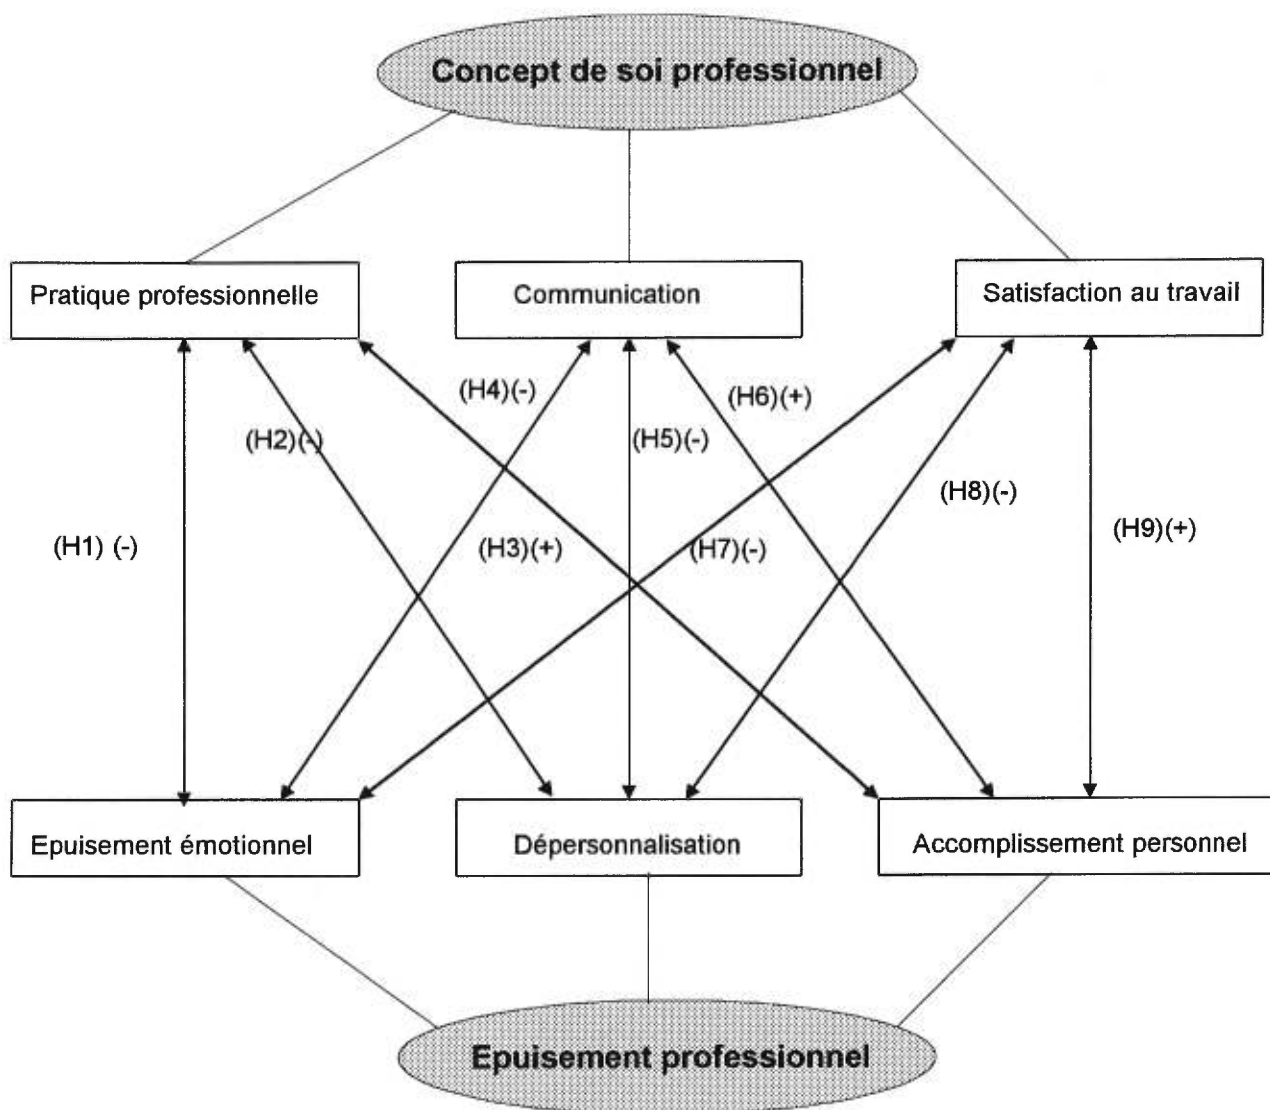 Concept de soi professionnel
Pratique professionnelle
Communication
Satisfaction au travail
(H4)(-)
(H6)(+)
(H2)(-)
(H5)(-)
(H8)(-)
(H1) (-)
(H3)(+)
(H7)(-)
(H9)(+)
Epuisement émotionnel
Dépersonnalisation
Accomplissement personnel
Epuisement professionnel